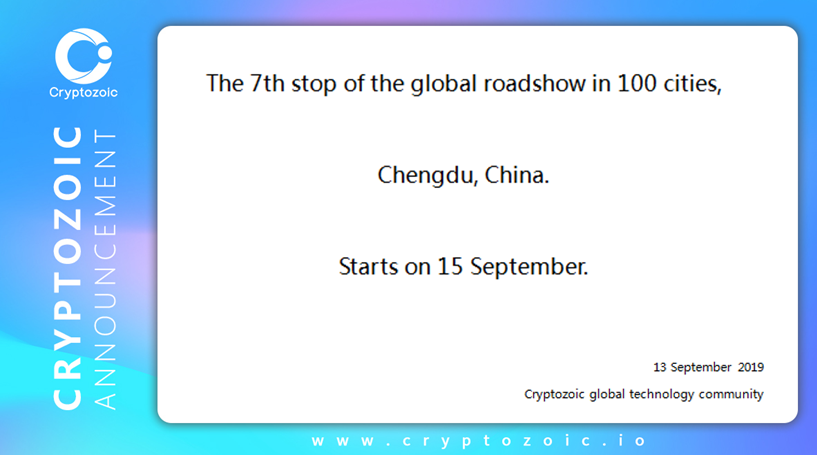 Cryptozoic
CRYPTOZOIC
ANNOUNCEMENT
The 7th stop of the global roadshow in 100 cities,
Chengdu, China.
Starts on 15 September.
13 September 2019
Cryptozoic global technology community
www.cryptozoic.io